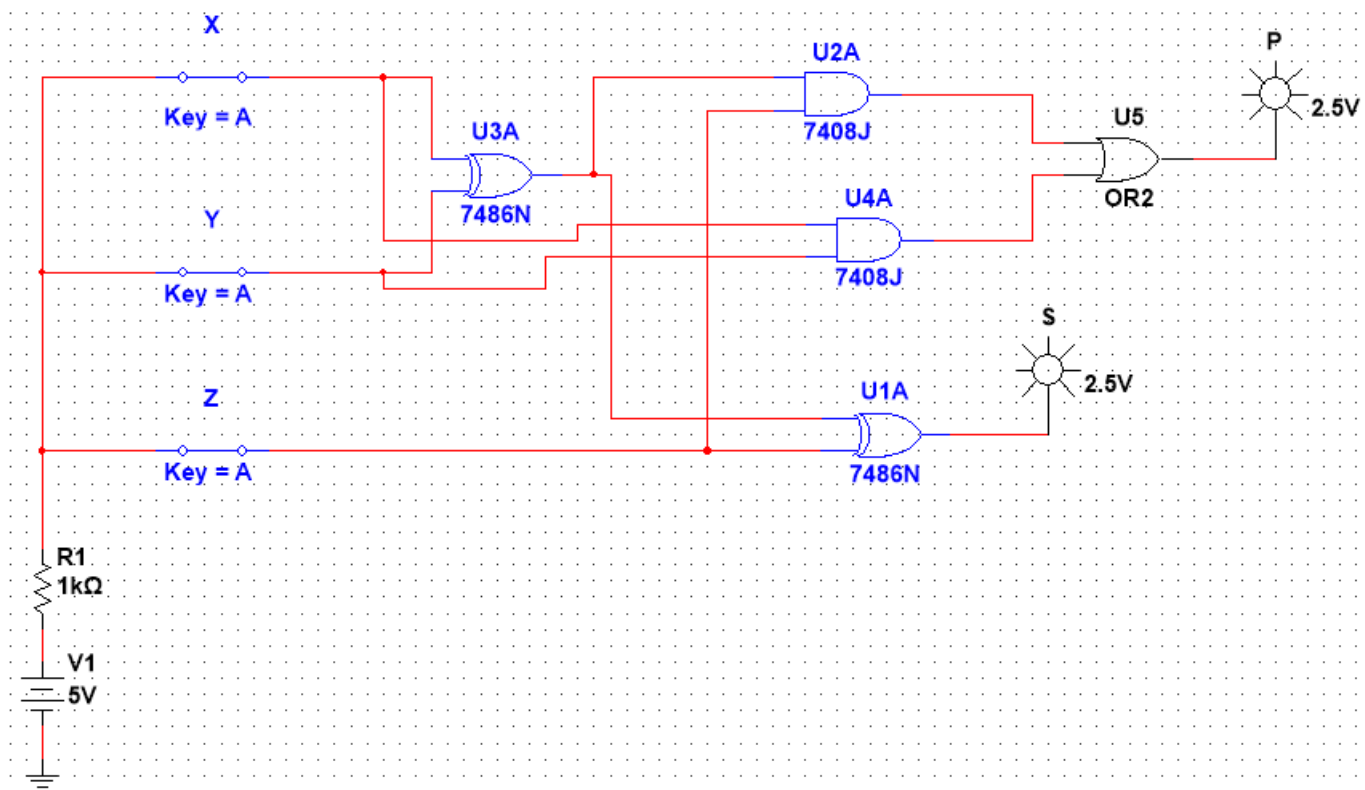 X
Key = A
Y
Key = A
Z
Key = A
R1
1kΩ
V1
5V
U3A
7486N
U2A
7408J
U4A
7408J
U1A
7486N
U5
OR2
P
2.5V
S
2.5V